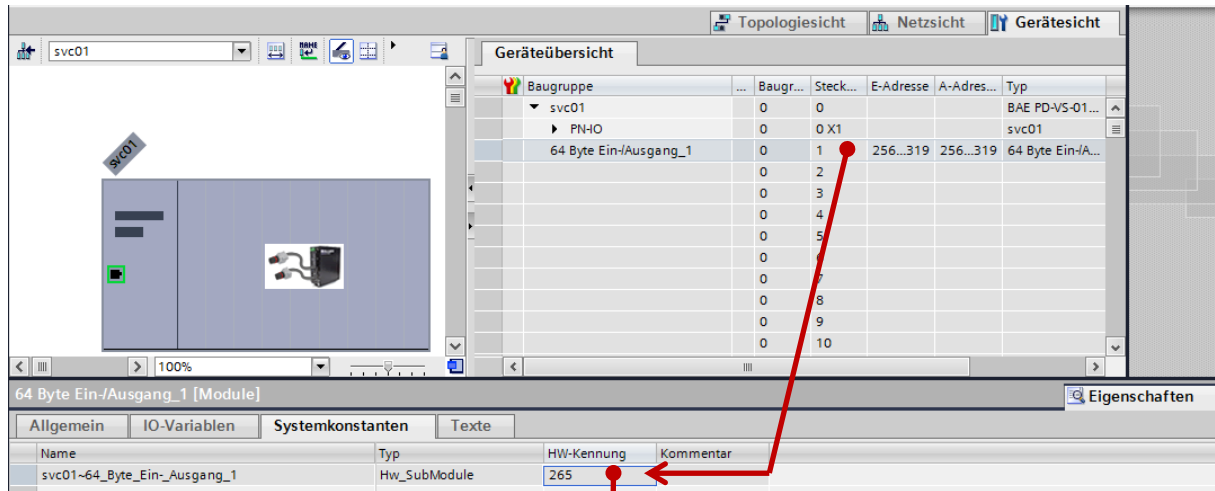 Topologiesicht Netzsicht Gerätesicht
svc01 NAME Geräteübersicht
Baugruppe ... Baugr... Steck... E-Adresse A-Adres... Typ
svc01 0 0 BAE PD-VS-01...
PN-IO 0 0 X1 svc01
64 Byte Ein-/Ausgang_1 0 1 256...319 256...319 64 Byte Ein-/A...
0 2
0 3
0 4
0 5
0
0
0 8
0 9
0 10
svc01
100%
64 Byte Ein-/Ausgang_1 [Module] Eigenschaften
Allgemein IO-Variablen Systemkonstanten Texte
Name Typ HW-Kennung Kommentar
svc01~64_Byte_Ein-_Ausgang_1 Hw_SubModule 265